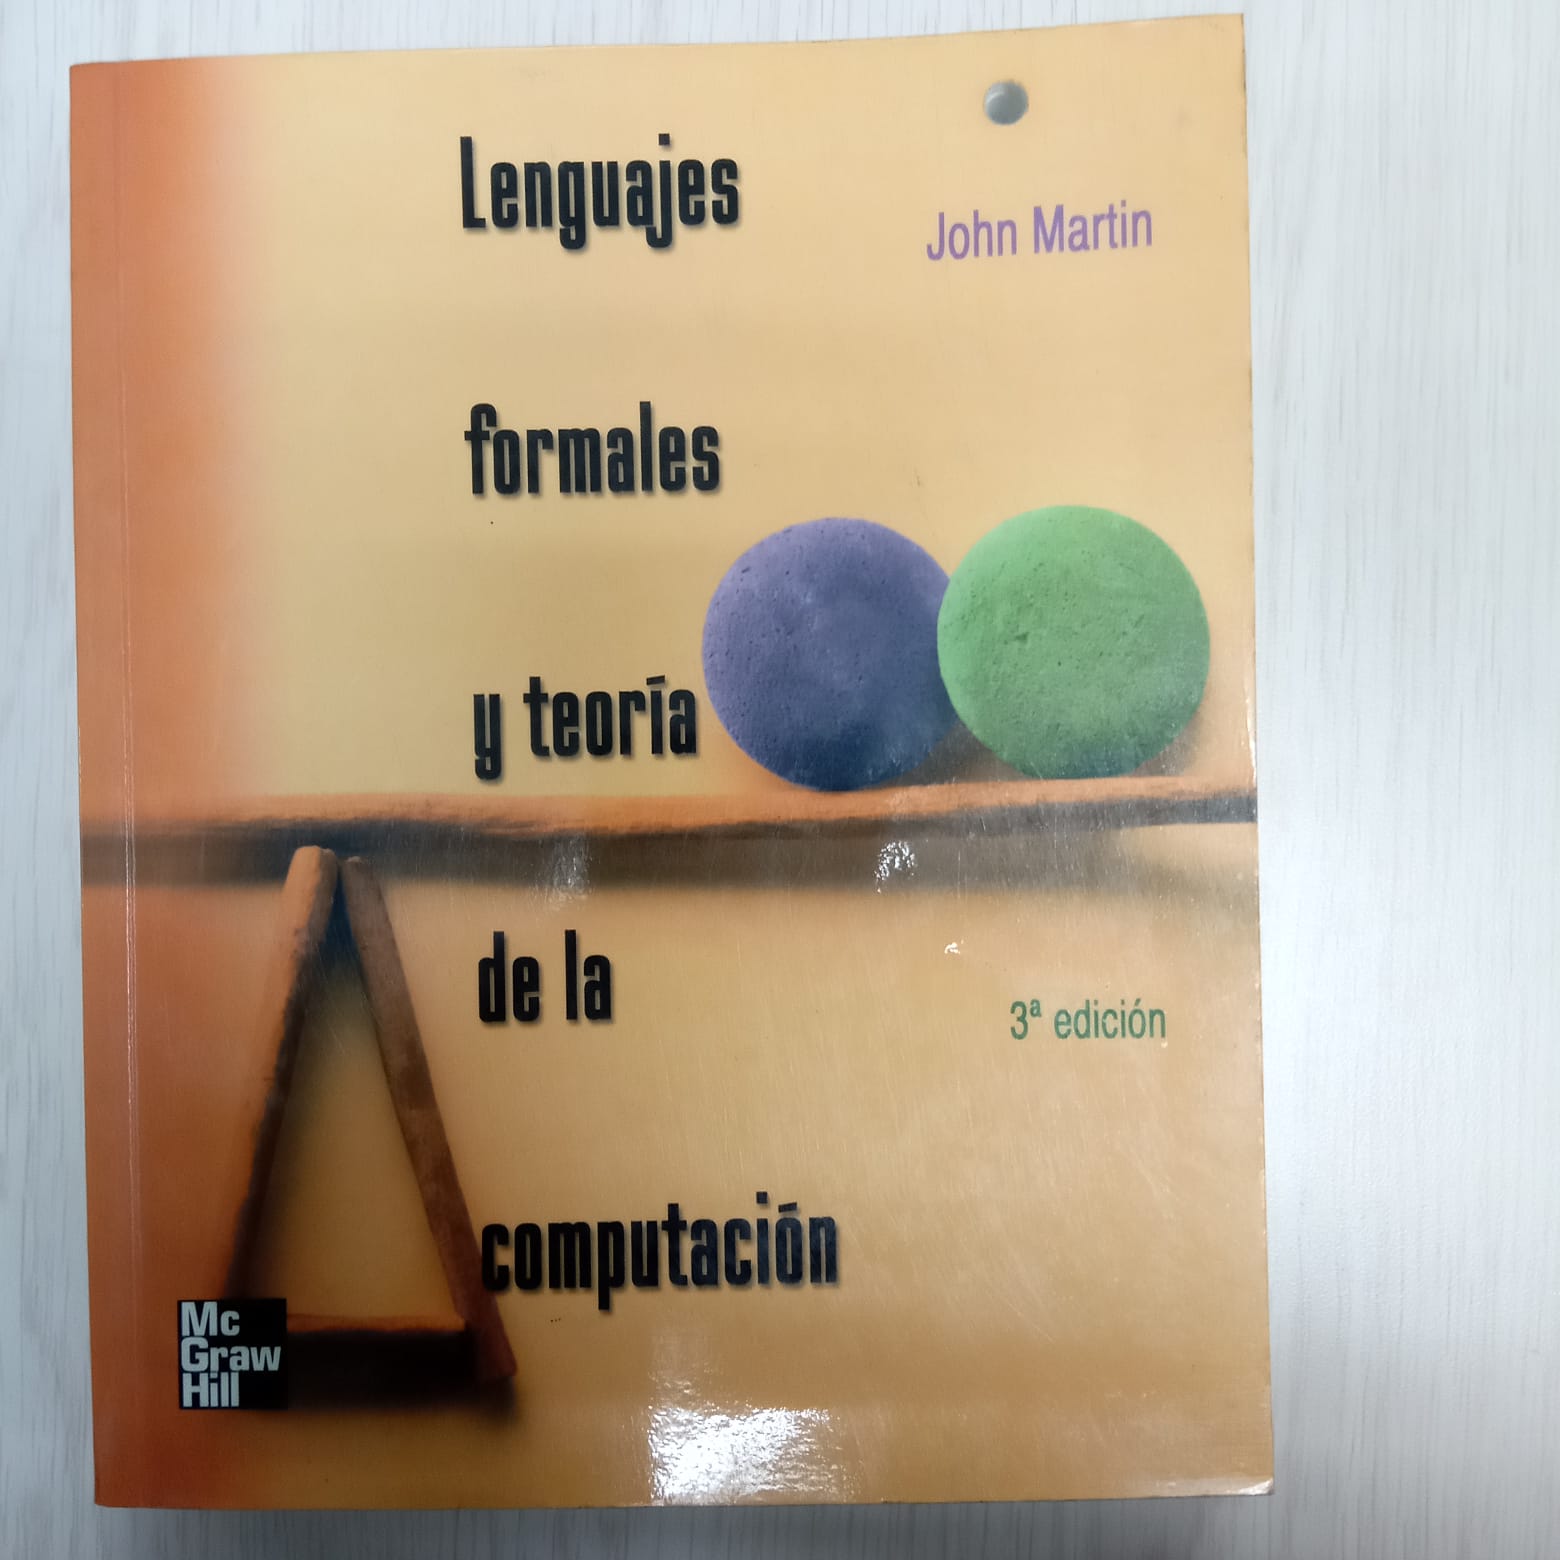 Lenguajes
John Martin
formales
y teoría
de la
3ª edición
computación
Mc
Graw
Hill